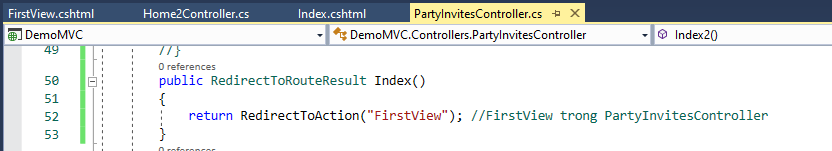 FirstView.cshtml Home2Controller.cs Index.cshtml PartyInvitesController.cs
DemoMVC DemoMVC.Controllers.PartyInvitesController Index2()
49 //}
0 references
50 public RedirectToRouteResult Index()
51 {
52 return RedirectToAction("FirstView"); //FirstView trong PartyInvitesController
53 }
0 references